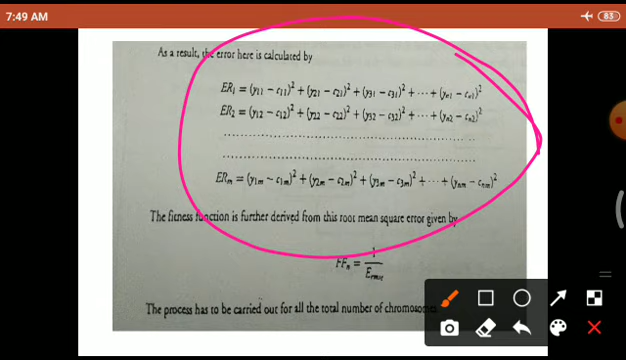 7:49 AM
83
As a result, the error here is calculated by
ER₁ = (y₁₁ − c₁₁)² + (y₂₁ − c₂₁)² + (y₃₁ − c₃₁)² + ··· + (yₙ₁ − cₙ₁)²
ER₂ = (y₁₂ − c₁₂)² + (y₂₂ − c₂₂)² + (y₃₂ − c₃₂)² + ··· + (yₙ₂ − cₙ₂)²
ERₘ = (y₁ₘ − c₁ₘ)² + (y₂ₘ − c₂ₘ)² + (y₃ₘ − c₃ₘ)² + ··· + (yₙₘ − cₙₘ)²
The fitness function is further derived from this root mean square error given by
FFₙ = 1 / E_rmse
The process has to be carried out for all the total number of chromosomes